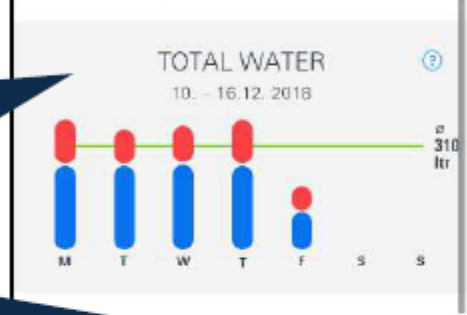 TOTAL WATER ?
10. – 16.12. 2018
ø
310
ltr
M T W T F S S